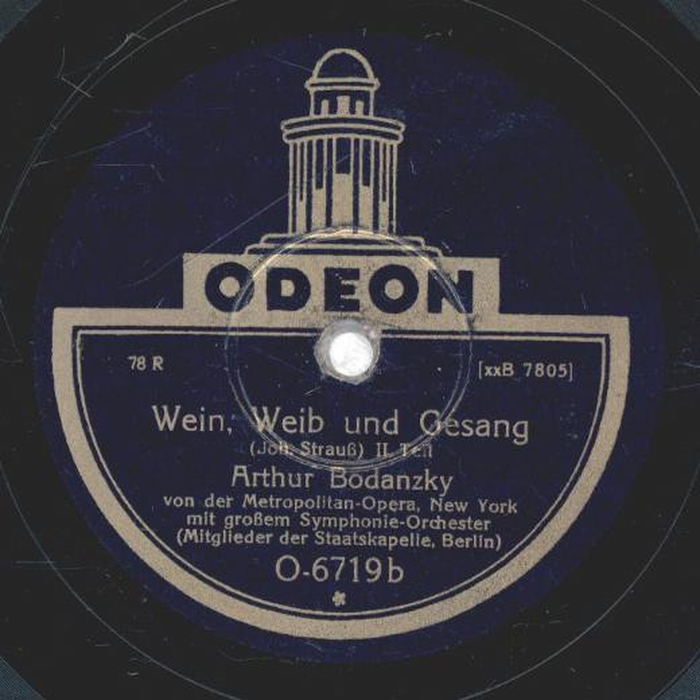 ODEON
78 R
[xxB 7805]
Wein, Weib und Gesang
(Joh. Strauß) II. Teil
Arthur Bodanzky
von der Metropolitan-Opera, New York
mit großem Symphonie-Orchester
(Mitglieder der Staatskapelle, Berlin)
O-6719b